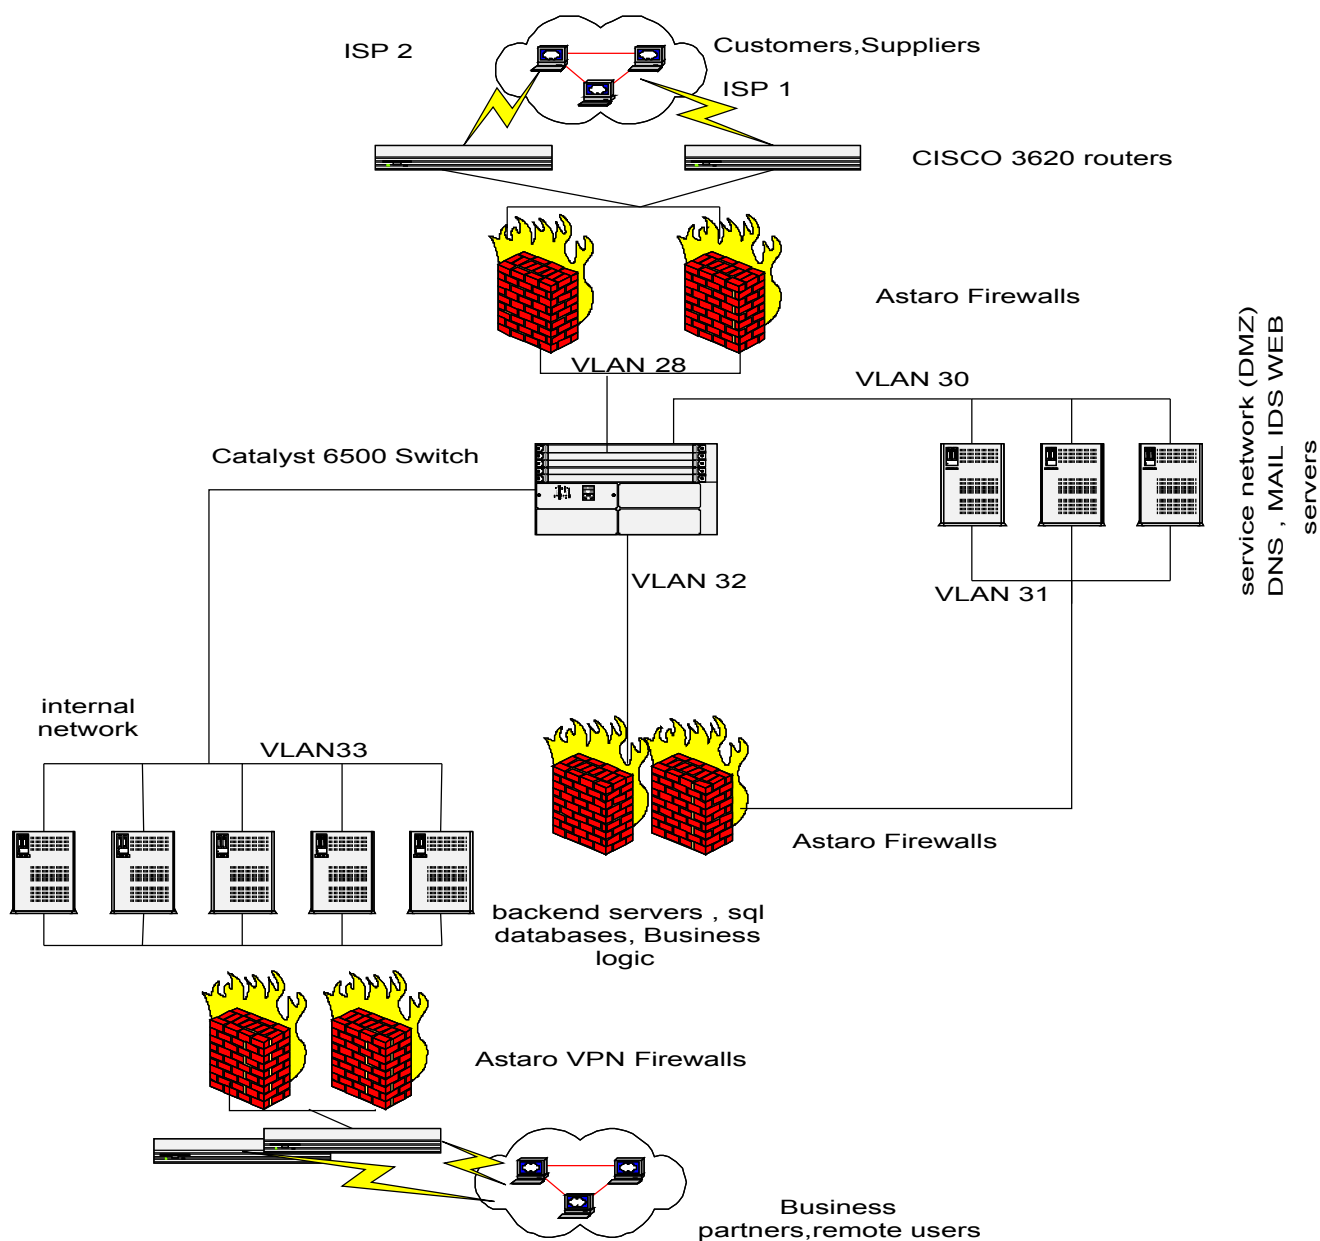 ISP 2
Customers,Suppliers
ISP 1
CISCO 3620 routers
Astaro Firewalls
VLAN 28
VLAN 30
service network (DMZ)
DNS , MAIL IDS WEB
servers
Catalyst 6500 Switch
VLAN 32
VLAN 31
internal
network
VLAN33
Astaro Firewalls
backend servers , sql
databases, Business
logic
Astaro VPN Firewalls
Business
partners,remote users